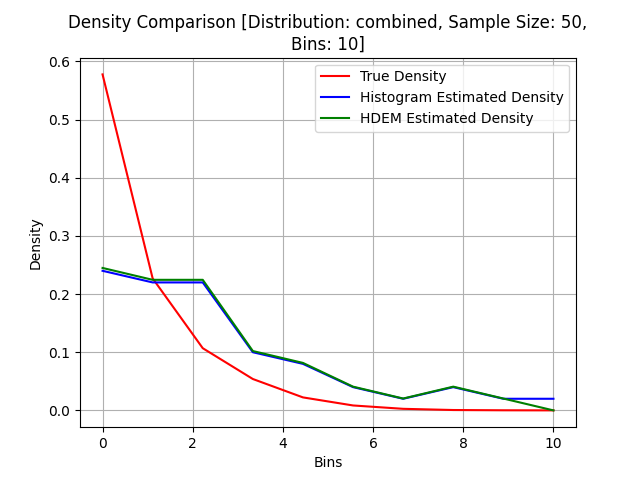 Density Comparison [Distribution: combined, Sample Size: 50,
Bins: 10]
True Density
Histogram Estimated Density
HDEM Estimated Density
Density
0.6
0.5
0.4
0.3
0.2
0.1
0.0
0 2 4 6 8 10
Bins